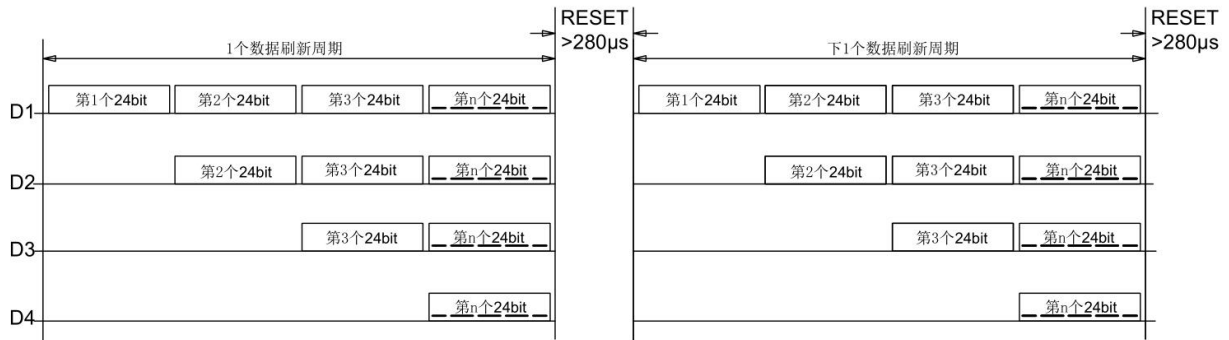 RESET
>280μs
RESET
>280μs
1个数据刷新周期
下1个数据刷新周期
D1
第1个24bit
第2个24bit
第3个24bit
第n个24bit
第1个24bit
第2个24bit
第3个24bit
第n个24bit
D2
第2个24bit
第3个24bit
第n个24bit
第2个24bit
第3个24bit
第n个24bit
D3
第3个24bit
第n个24bit
第3个24bit
第n个24bit
D4
第n个24bit
第n个24bit